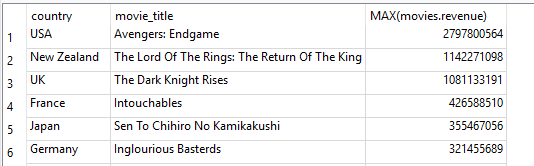 country movie_title MAX(movies.revenue)
1 USA Avengers: Endgame 2797800564
2 New Zealand The Lord Of The Rings: The Return Of The King 1142271098
3 UK The Dark Knight Rises 1081133191
4 France Intouchables 426588510
5 Japan Sen To Chihiro No Kamikakushi 355467056
6 Germany Inglourious Basterds 321455689